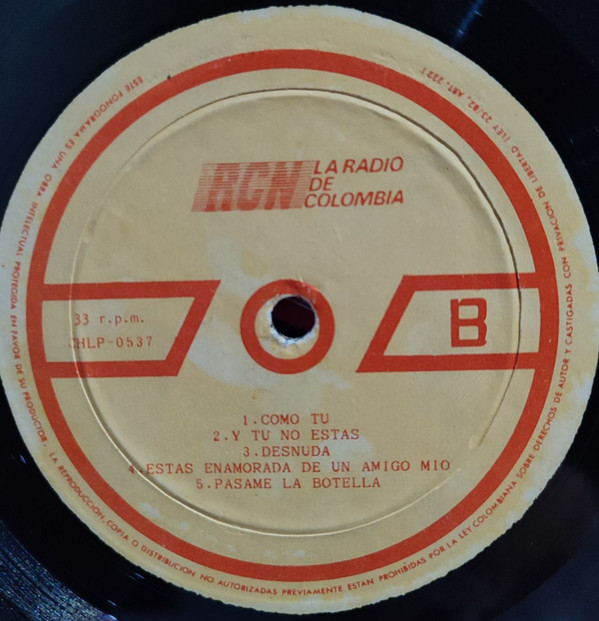 RCN
LA RADIO
DE
COLOMBIA
33 r.p.m.
CHLP-0537
B
1.COMO TU
2.Y TU NO ESTAS
3.DESNUDA
4.ESTAS ENAMORADA DE UN AMIGO MIO
5.PASAME LA BOTELLA
ESTE FONOGRAMA ES UNA OBRA INTELECTUAL PROTEGIDA EN FAVOR DE SU PRODUCTOR. LA REPRODUCCION, COPIA O DISTRIBUCION NO AUTORIZADAS PREVIAMENTE ESTAN PROHIBIDAS POR LA LEY COLOMBIANA SOBRE DERECHOS DE AUTOR Y CASTIGADAS CON PRIVACION DE LIBERTAD (LEY 23/82, ART. 232)